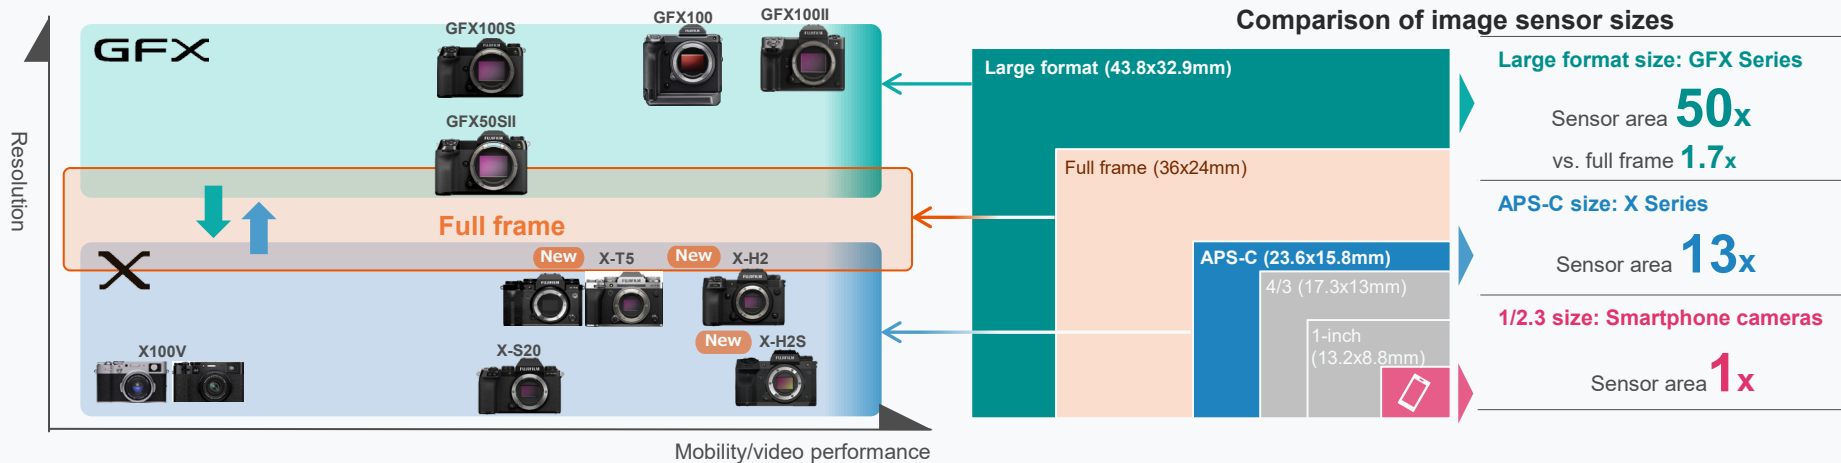 Resolution
GFX
GFX100S
GFX100
GFX100II
GFX50SII
Full frame
X
New
X-T5
New
X-H2
New
X-H2S
X100V
X-S20
Mobility/video performance
Comparison of image sensor sizes
Large format (43.8x32.9mm)
Full frame (36x24mm)
APS-C (23.6x15.8mm)
4/3 (17.3x13mm)
1-inch
(13.2x8.8mm)
Large format size: GFX Series
Sensor area 50x
vs. full frame 1.7x
APS-C size: X Series
Sensor area 13x
1/2.3 size: Smartphone cameras
Sensor area 1x